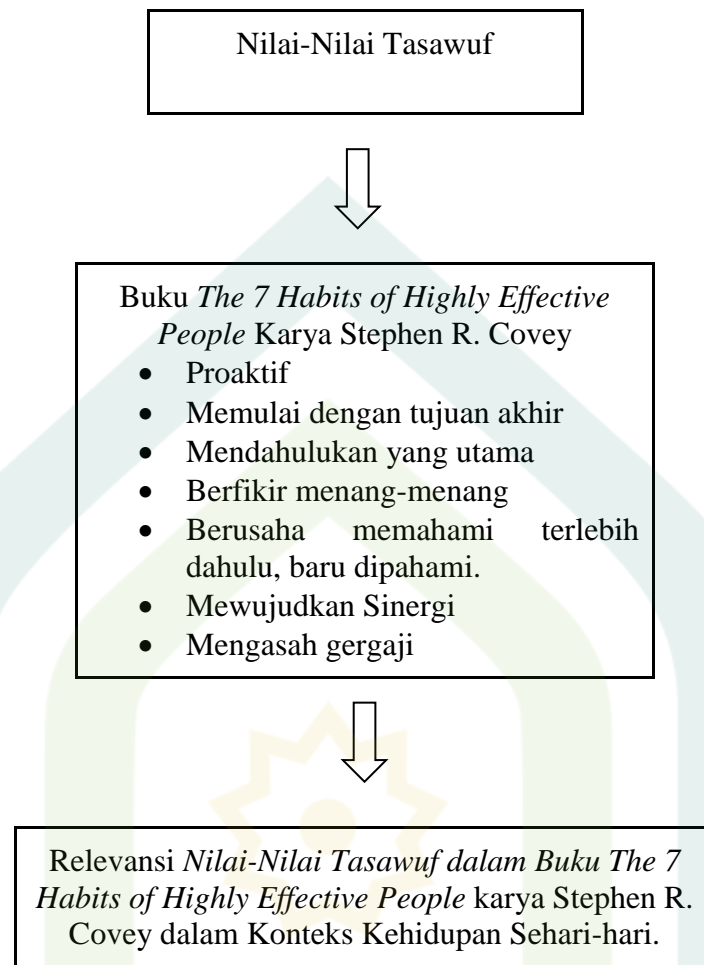 Nilai-Nilai Tasawuf
Buku The 7 Habits of Highly Effective
People Karya Stephen R. Covey
• Proaktif
• Memulai dengan tujuan akhir
• Mendahulukan yang utama
• Berfikir menang-menang
• Berusaha memahami terlebih
dahulu, baru dipahami.
• Mewujudkan Sinergi
• Mengasah gergaji
Relevansi Nilai-Nilai Tasawuf dalam Buku The 7
Habits of Highly Effective People karya Stephen R.
Covey dalam Konteks Kehidupan Sehari-hari.